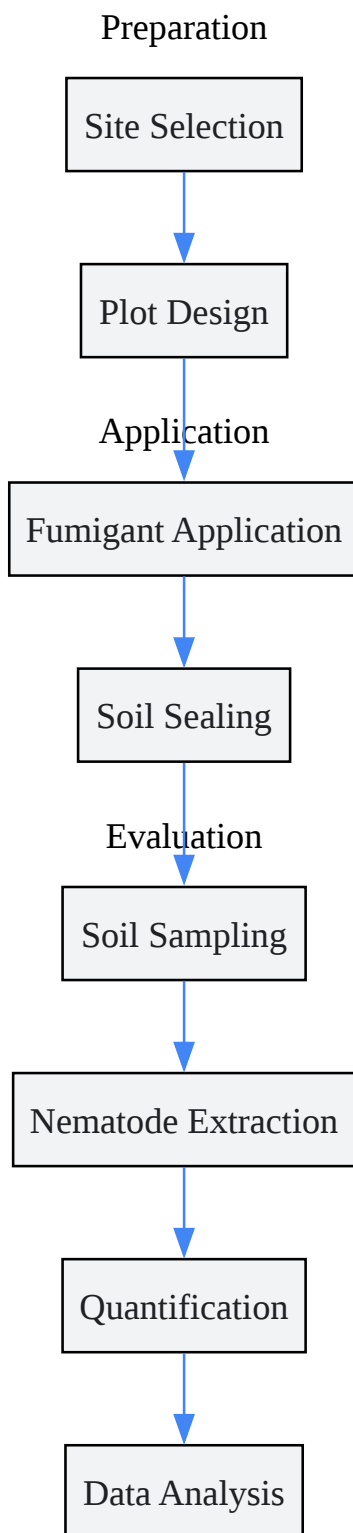 Preparation
Site Selection
Plot Design
Application
Fumigant Application
Soil Sealing
Evaluation
Soil Sampling
Nematode Extraction
Quantification
Data Analysis